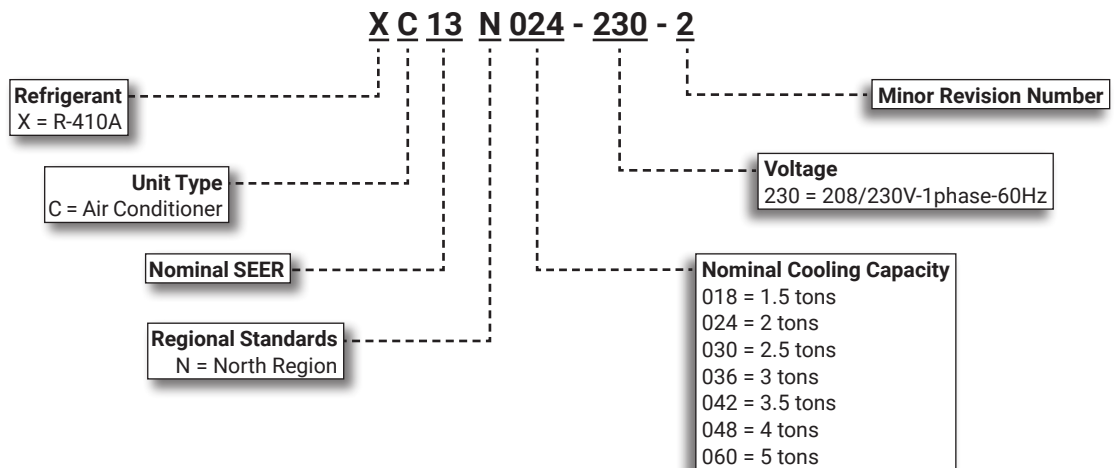 X C 13 N 024 - 230 - 2
Refrigerant
X = R-410A
Minor Revision Number
Unit Type
C = Air Conditioner
Voltage
230 = 208/230V-1phase-60Hz
Nominal SEER
Nominal Cooling Capacity
018 = 1.5 tons
024 = 2 tons
030 = 2.5 tons
036 = 3 tons
042 = 3.5 tons
048 = 4 tons
060 = 5 tons
Regional Standards
N = North Region